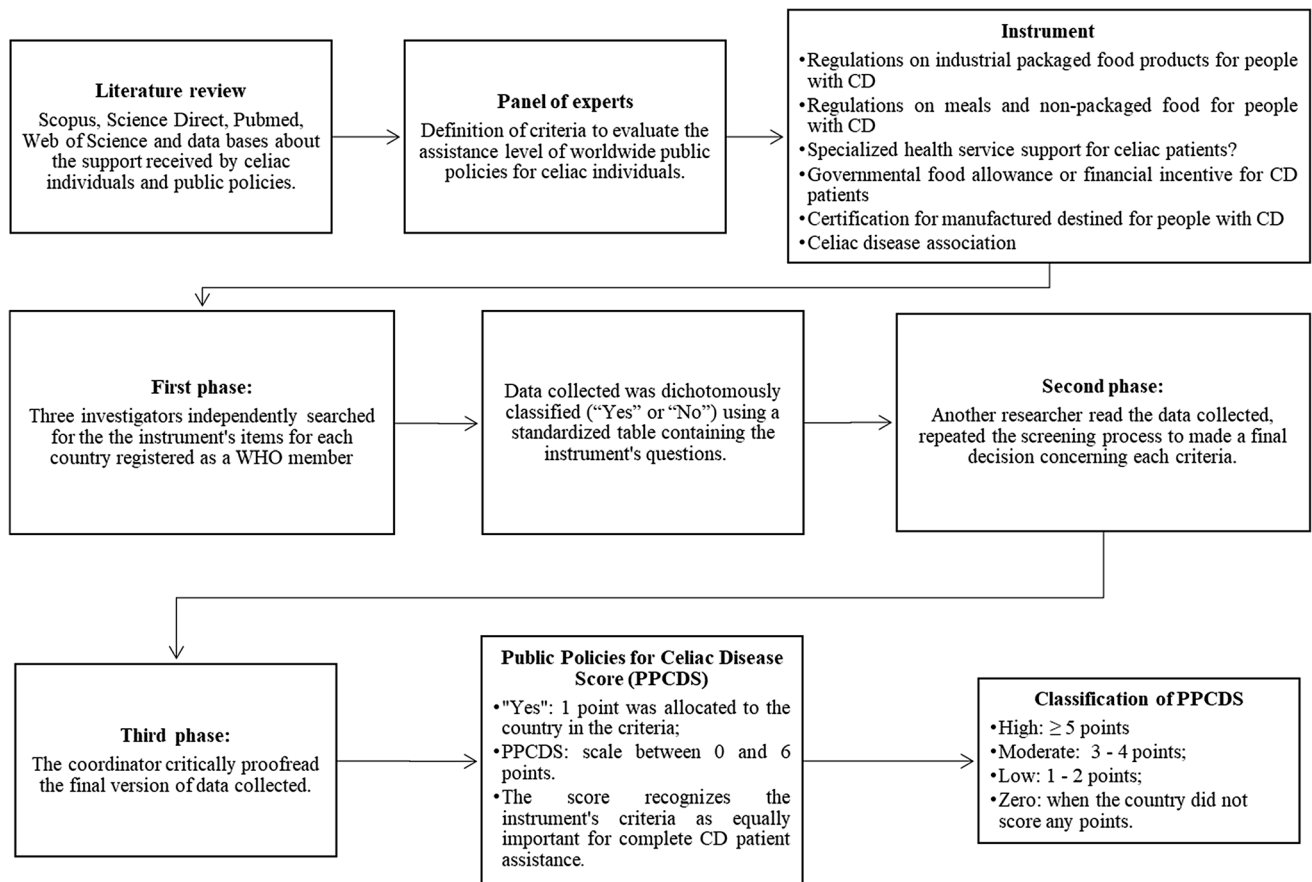 Literature review
Scopus, Science Direct, Pubmed,
Web of Science and data bases about
the support received by celiac
individuals and public policies.
Panel of experts
Definition of criteria to evaluate the
assistance level of worldwide public
policies for celiac individuals.
Instrument
•Regulations on industrial packaged food products for people
with CD
•Regulations on meals and non-packaged food for people
with CD
•Specialized health service support for celiac patients?
•Governmental food allowance or financial incentive for CD
patients
•Certification for manufactured destined for people with CD
•Celiac disease association
First phase:
Three investigators independently searched
for the the instrument's items for each
country registered as a WHO member
Data collected was dichotomously
classified (“Yes” or “No”) using a
standardized table containing the
instrument's questions.
Second phase:
Another researcher read the data collected,
repeated the screening process to made a final
decision concerning each criteria.
Third phase:
The coordinator critically proofread
the final version of data collected.
Public Policies for Celiac Disease
Score (PPCDS)
•"Yes": 1 point was allocated to the
country in the criteria;
•PPCDS: scale between 0 and 6
points.
•The score recognizes the
instrument's criteria as equally
important for complete CD patient
assistance.
Classification of PPCDS
•High: ≥ 5 points
•Moderate: 3 - 4 points;
•Low: 1 - 2 points;
•Zero: when the country did not
score any points.